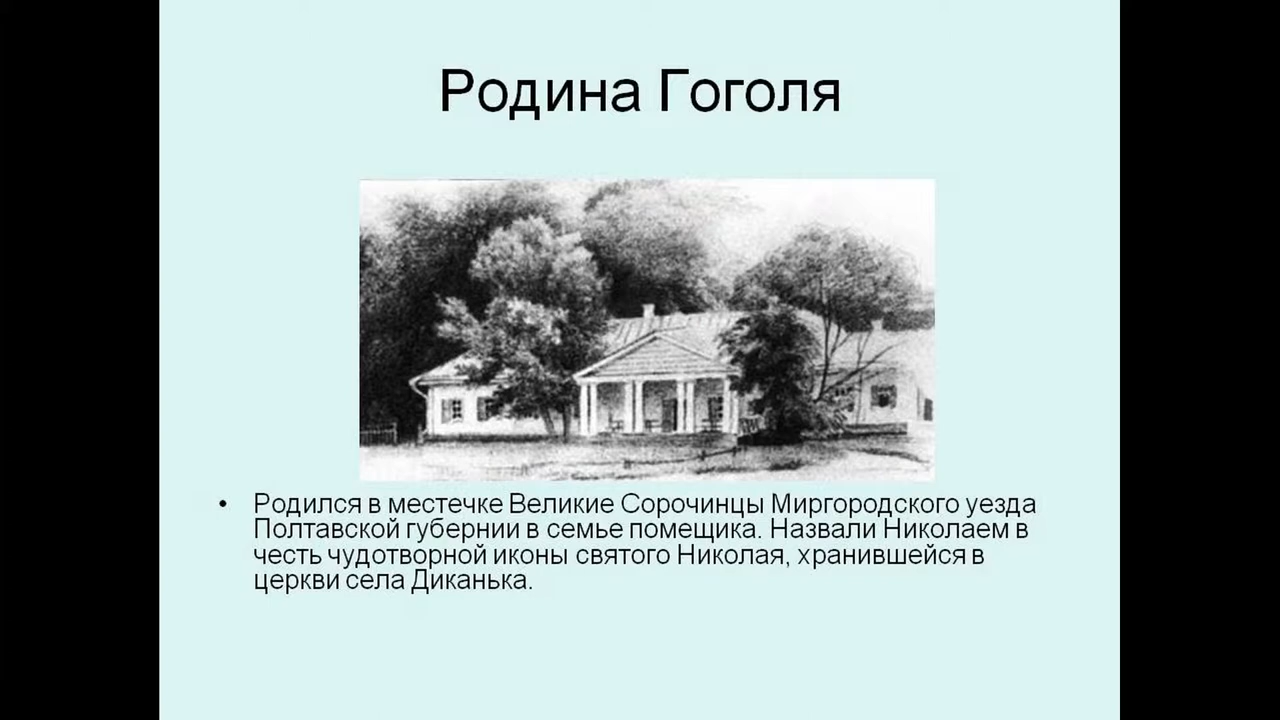 Родина Гоголя
• Родился в местечке Великие Сорочинцы Миргородского уезда
Полтавской губернии в семье помещика. Назвали Николаем в
честь чудотворной иконы святого Николая, хранившейся в
церкви села Диканька.